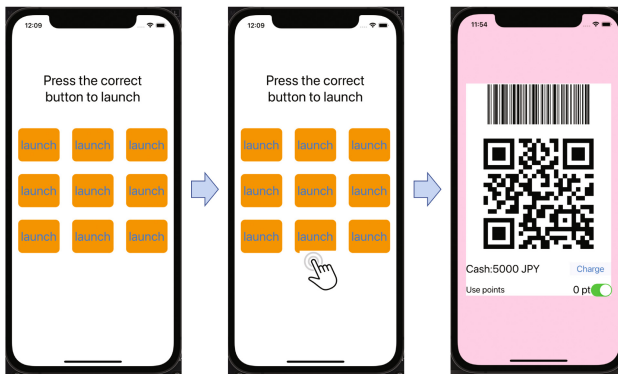 12:09
Press the correct
button to launch
launch launch launch
launch launch launch
launch launch launch
12:09
Press the correct
button to launch
launch launch launch
launch launch launch
launch launch launch
11:54
Cash:5000 JPY Charge
Use points 0 pt